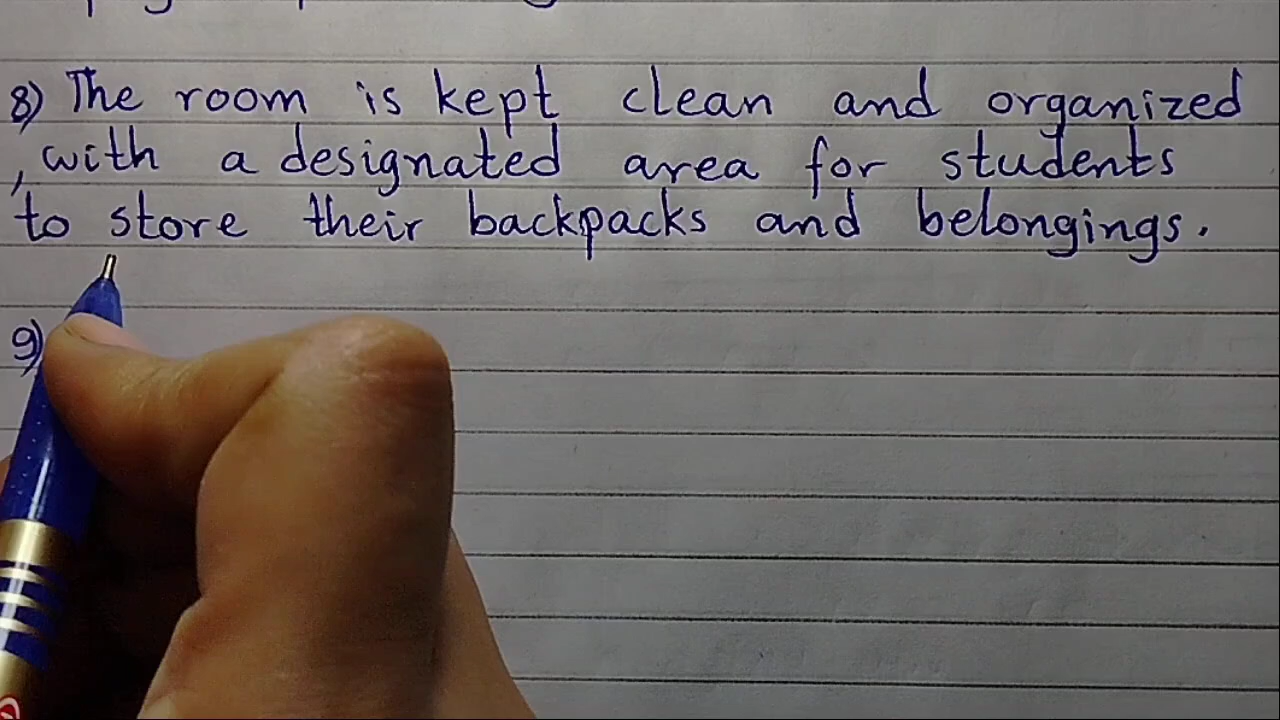 8) The room is kept clean and organized
, with a designated area for students
to store their backpacks and belongings.
9)